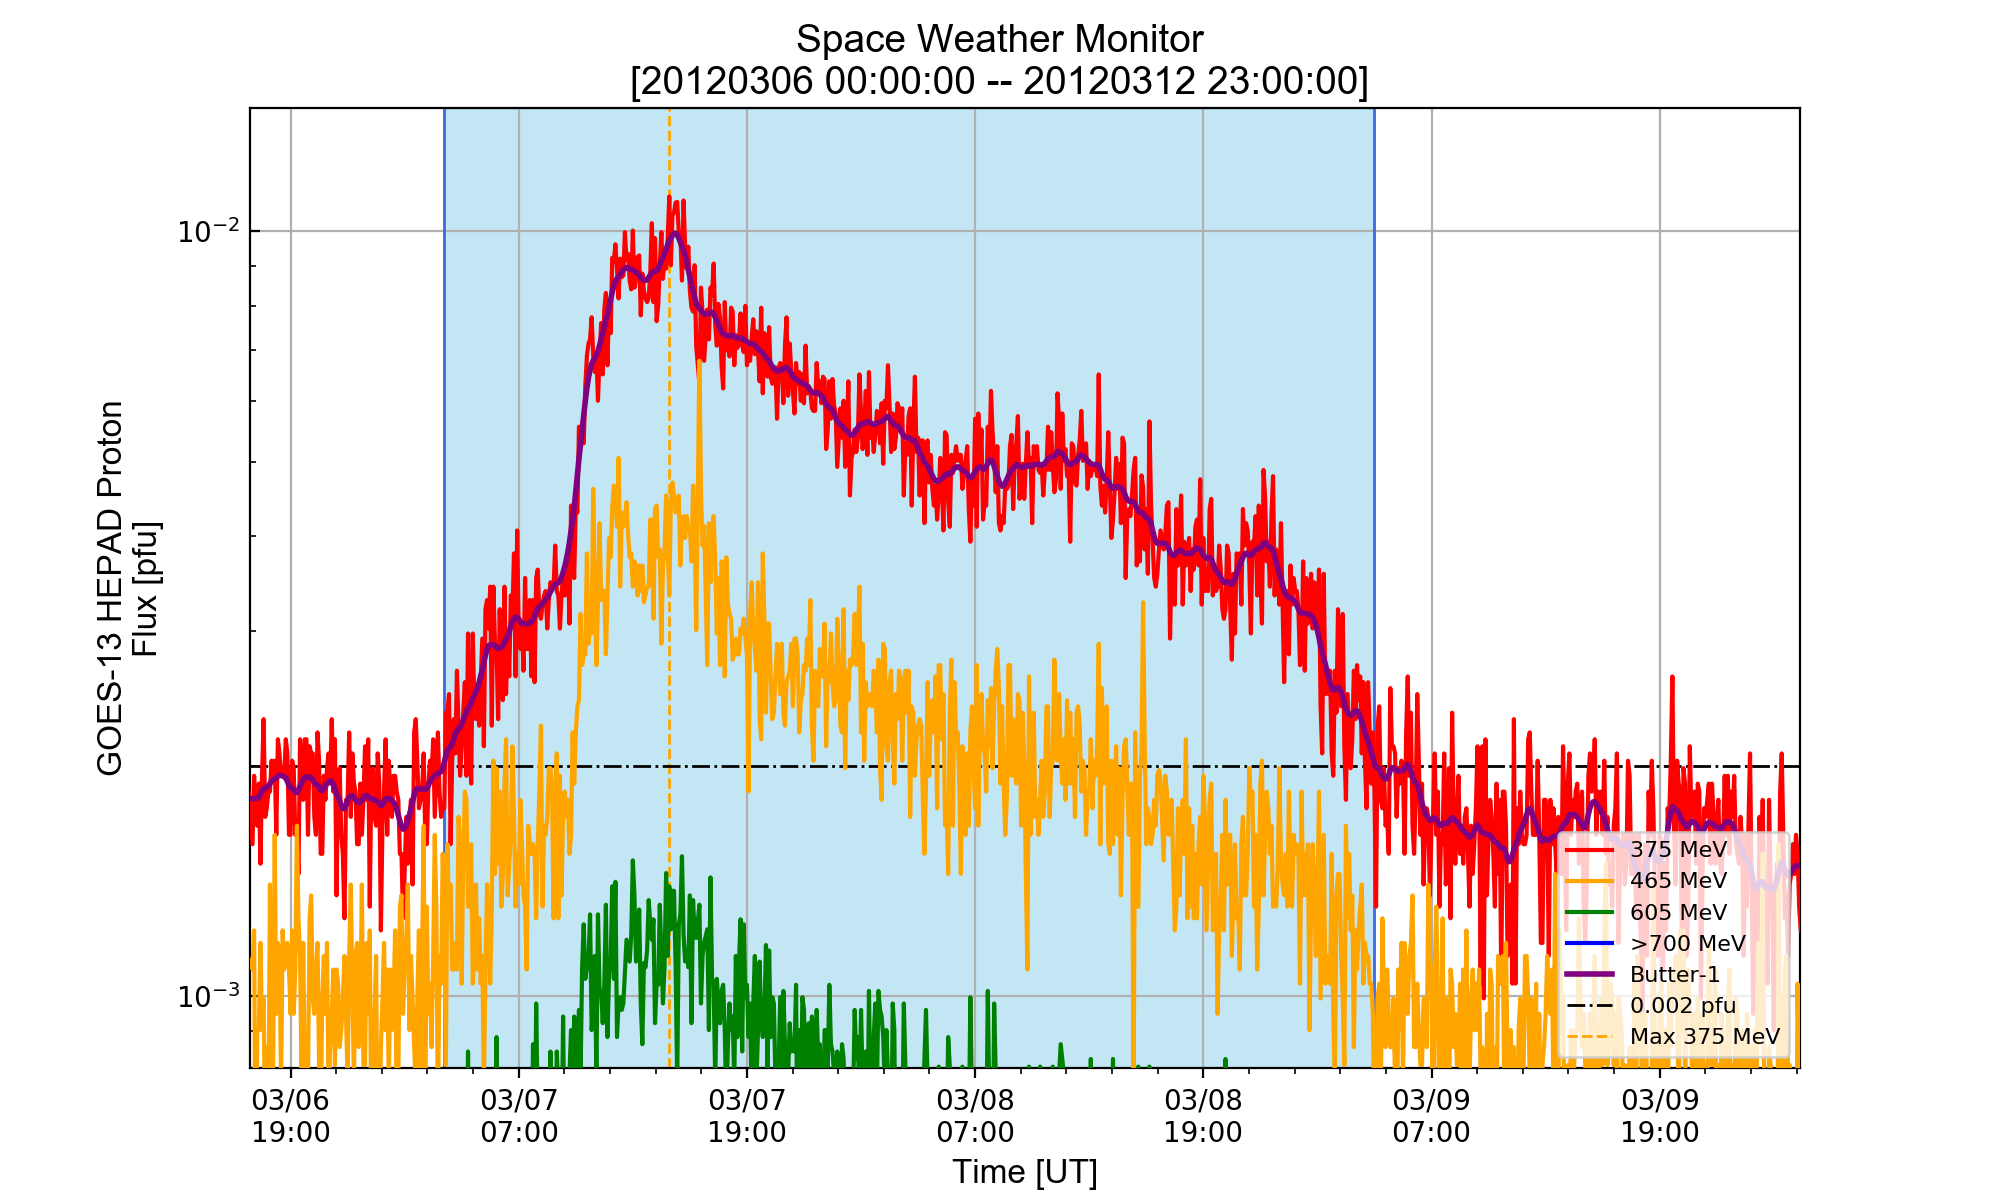 Space Weather Monitor
[20120306 00:00:00 -- 20120312 23:00:00]
GOES-13 HEPAD Proton
Flux [pfu]
10⁻²
10⁻³
375 MeV
465 MeV
605 MeV
>700 MeV
Butter-1
0.002 pfu
Max 375 MeV
03/06
19:00
03/07
07:00
03/07
19:00
03/08
07:00
03/08
19:00
03/09
07:00
03/09
19:00
Time [UT]